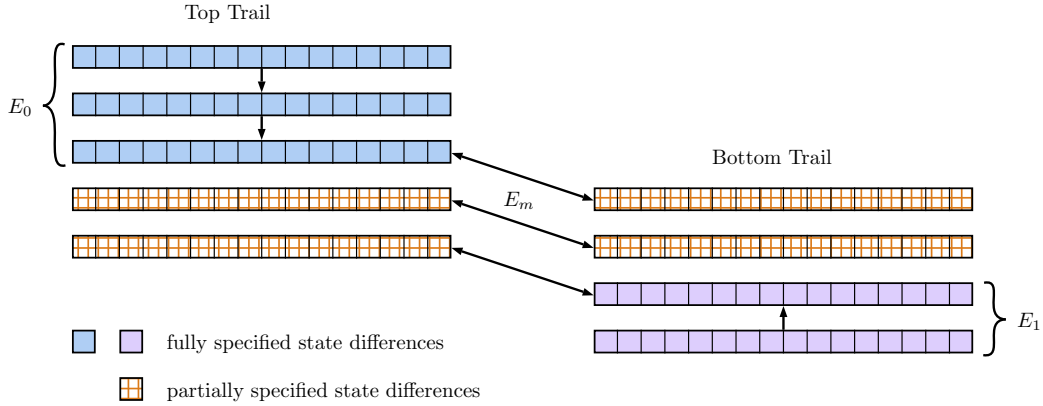 Top Trail
E_0
Bottom Trail
E_m
E_1
fully specified state differences
partially specified state differences